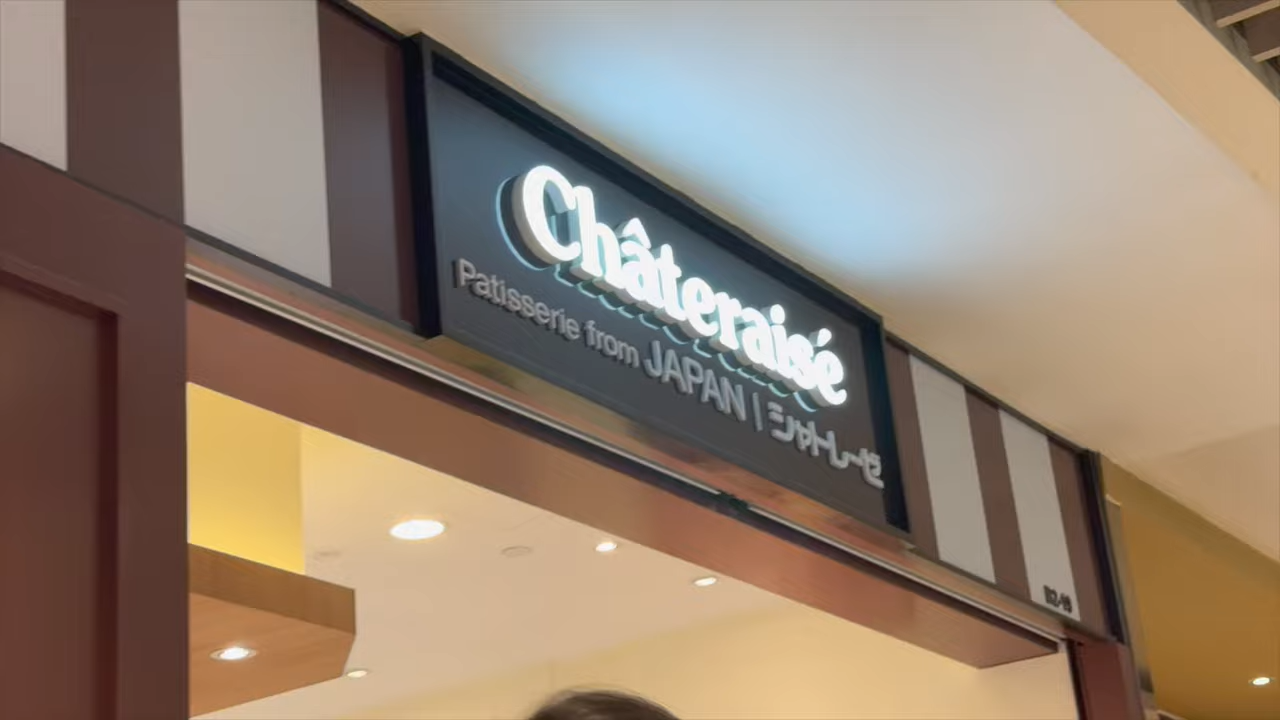 Châteraisé
Patisserie from JAPAN | シャトレーゼ